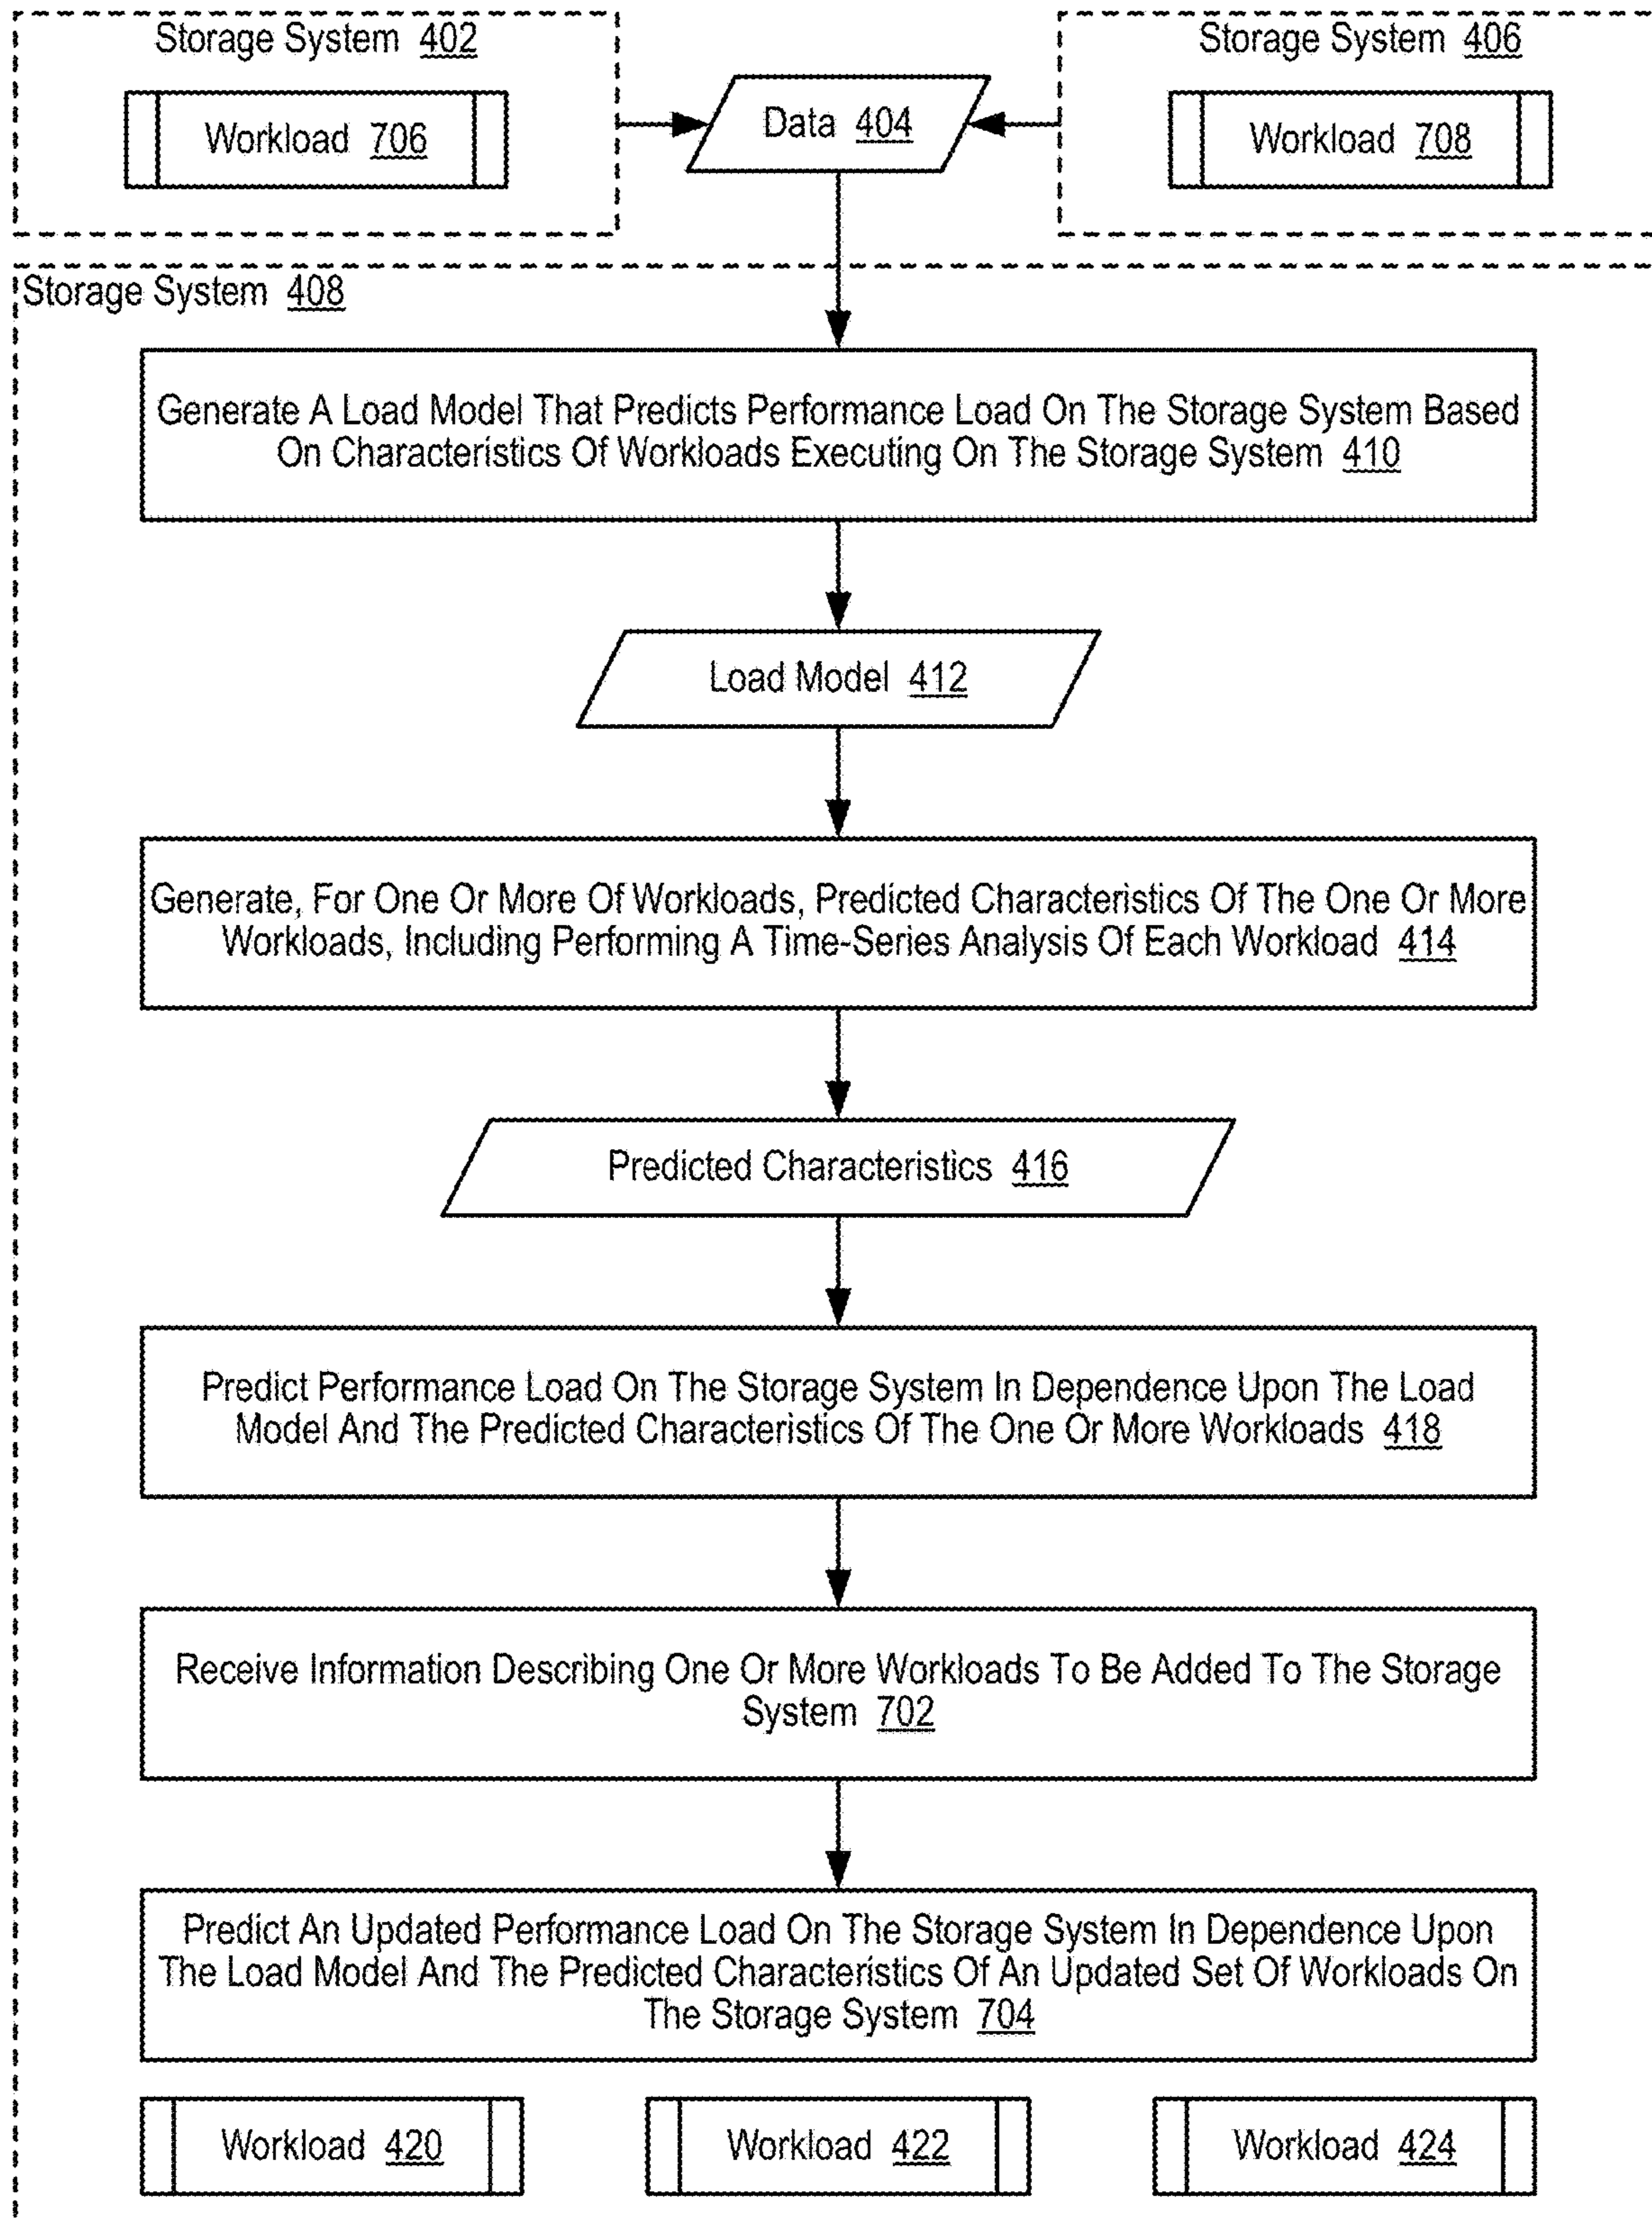 Storage System 402
Storage System 406
Workload 706
Data 404
Workload 708
Storage System 408
Generate A Load Model That Predicts Performance Load On The Storage System Based
On Characteristics Of Workloads Executing On The Storage System 410
Load Model 412
Generate, For One Or More Of Workloads, Predicted Characteristics Of The One Or More
Workloads, Including Performing A Time-Series Analysis Of Each Workload 414
Predicted Characteristics 416
Predict Performance Load On The Storage System In Dependence Upon The Load
Model And The Predicted Characteristics Of The One Or More Workloads 418
Receive Information Describing One Or More Workloads To Be Added To The Storage
System 702
Predict An Updated Performance Load On The Storage System In Dependence Upon
The Load Model And The Predicted Characteristics Of An Updated Set Of Workloads On
The Storage System 704
Workload 420
Workload 422
Workload 424